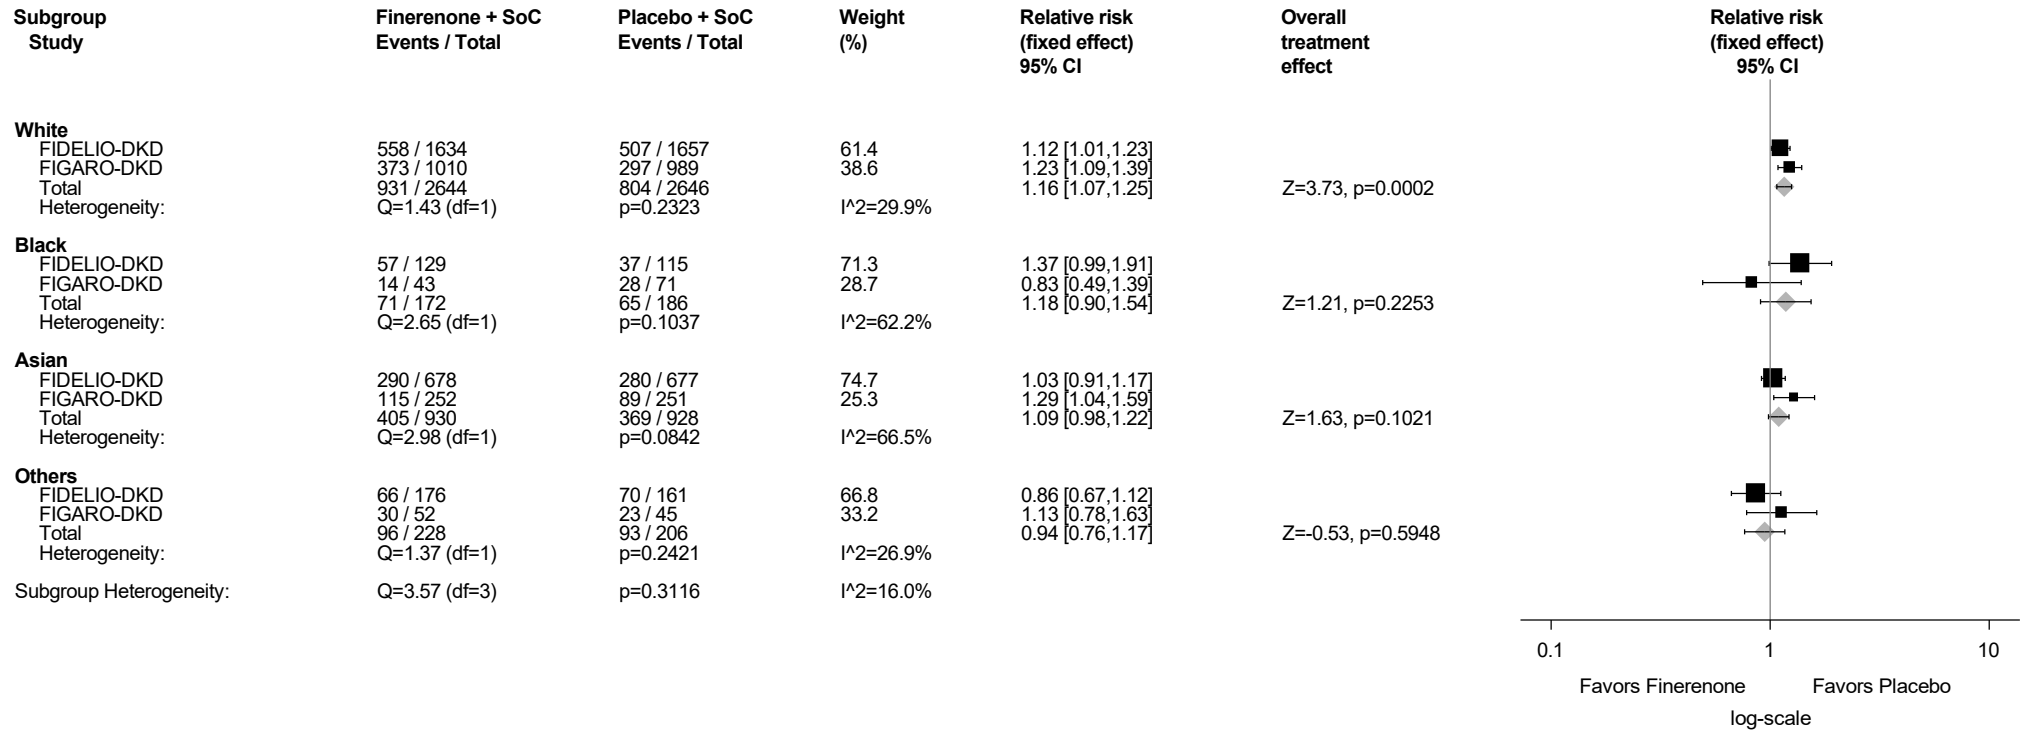 Subgroup Finerenone + SoC Placebo + SoC Weight Relative risk Overall Relative risk
Study Events / Total Events / Total (%) (fixed effect) treatment (fixed effect)
95% CI effect 95% CI
White
FIDELIO-DKD 558 / 1634 507 / 1657 61.4 1.12 [1.01,1.23]
FIGARO-DKD 373 / 1010 297 / 989 38.6 1.23 [1.09,1.39]
Total 931 / 2644 804 / 2646 1.16 [1.07,1.25] Z=3.73, p=0.0002
Heterogeneity: Q=1.43 (df=1) p=0.2323 I^2=29.9%
Black
FIDELIO-DKD 57 / 129 37 / 115 71.3 1.37 [0.99,1.91]
FIGARO-DKD 14 / 43 28 / 71 28.7 0.83 [0.49,1.39]
Total 71 / 172 65 / 186 1.18 [0.90,1.54] Z=1.21, p=0.2253
Heterogeneity: Q=2.65 (df=1) p=0.1037 I^2=62.2%
Asian
FIDELIO-DKD 290 / 678 280 / 677 74.7 1.03 [0.91,1.17]
FIGARO-DKD 115 / 252 89 / 251 25.3 1.29 [1.04,1.59]
Total 405 / 930 369 / 928 1.09 [0.98,1.22] Z=1.63, p=0.1021
Heterogeneity: Q=2.98 (df=1) p=0.0842 I^2=66.5%
Others
FIDELIO-DKD 66 / 176 70 / 161 66.8 0.86 [0.67,1.12]
FIGARO-DKD 30 / 52 23 / 45 33.2 1.13 [0.78,1.63]
Total 96 / 228 93 / 206 0.94 [0.76,1.17] Z=-0.53, p=0.5948
Heterogeneity: Q=1.37 (df=1) p=0.2421 I^2=26.9%
Subgroup Heterogeneity: Q=3.57 (df=3) p=0.3116 I^2=16.0%
0.1 1 10
Favors Finerenone Favors Placebo
log-scale